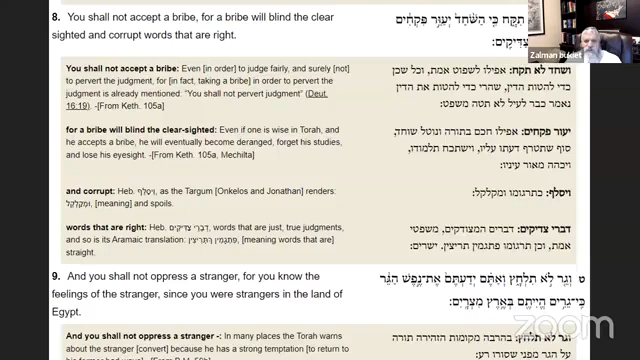 8. You shall not accept a bribe, for a bribe will blind the clear
sighted and corrupt words that are right.
תִקָּח כִּי הַשֹּׁחַד יְעַוֵּר פִּקְחִים
צַדִּיקִים:
Zalman bukiet
You shall not accept a bribe: Even [in order] to judge fairly, and surely [not]
to pervert the judgment, for [in fact, taking a bribe] in order to pervert the
judgment is already mentioned. “You shall not pervert judgment” (Deut.
16:19). -[From Keth. 105a]
ושחד לא תקח: אפילו לשפוט אמת, וכל שכן
כדי להטות הדין, שהרי כדי להטות את הדין
נאמר כבר לעיל לא תטה משפט:
for a bribe will blind the clear-sighted: Even if one is wise in Torah, and
he accepts a bribe, he will eventually become deranged, forget his studies,
and lose his eyesight. -[From Keth. 105a, Mechilta]
יעור פקחים: אפילו חכם בתורה ונוטל שוחד,
סוף שתטרף דעתו עליו, וישתכח תלמודו,
ויכהה מאור עיניו:
and corrupt: Heb. וִיסַלֵּף, as the Targum [Onkelos and Jonathan] renders:
וּמְקַלְקֵל, [meaning] and spoils.
ויסלף: כתרגומו ומקלקל:
words that are right: Heb. דִּבְרֵי צַדִּיקִים, words that are just, true judgments,
and so is its Aramaic translation: פִּתְגָּמִין תְּרִיצִין, [meaning words that are]
straight.
דברי צדיקים: דברים המצודקים, משפטי
אמת, וכן תרגומו פתגמין תריצין. ישרים:
9. And you shall not oppress a stranger, for you know the
feelings of the stranger, since you were strangers in the land of
Egypt.
ט וְגֵר לֹא תִלְחָץ וְאַתֶּם יְדַעְתֶּם אֶת־נֶפֶשׁ הַגֵּר
כִּי־גֵרִים הֱיִיתֶם בְּאֶרֶץ מִצְרָיִם:
And you shall not oppress a stranger -: In many places the Torah warns
about the stranger [convert] because he has a strong temptation [to return to
וגר לא תלחץ: בהרבה מקומות הזהירה תורה
על הגר מפני שסורו רע:
zoom